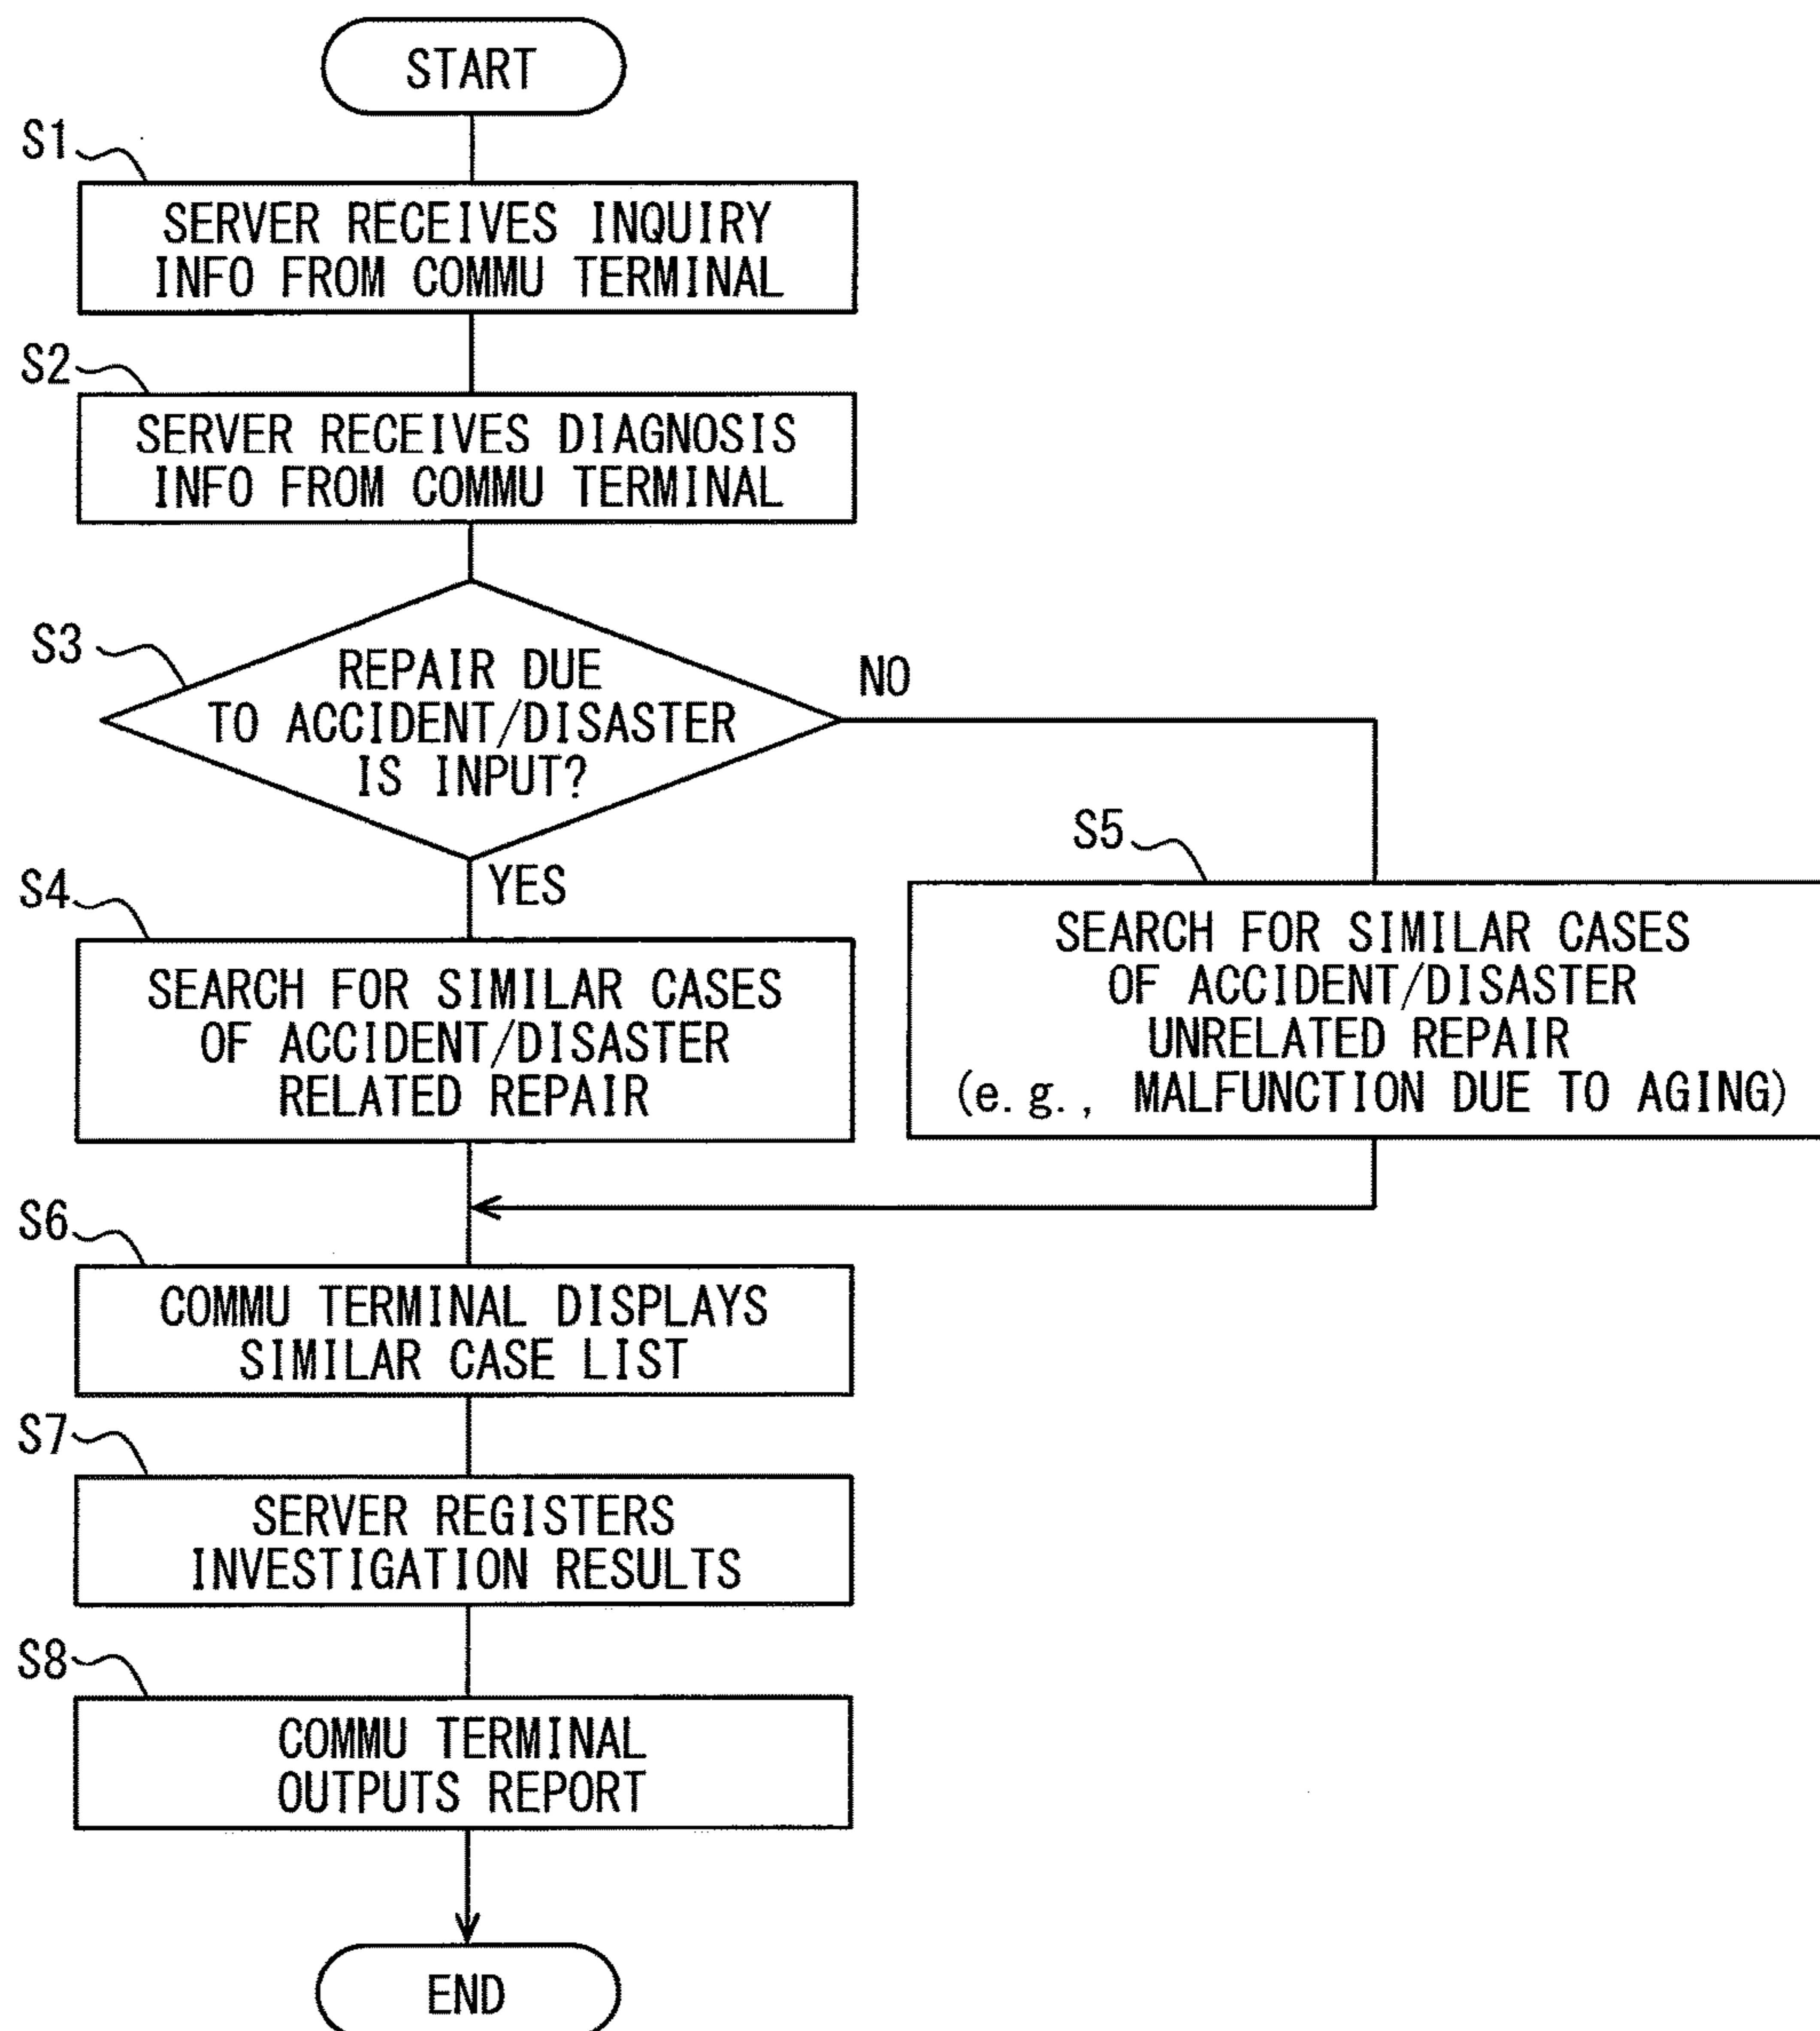 START
S1
SERVER RECEIVES INQUIRY
INFO FROM COMMU TERMINAL
S2
SERVER RECEIVES DIAGNOSIS
INFO FROM COMMU TERMINAL
S3
REPAIR DUE
TO ACCIDENT/DISASTER
IS INPUT?
NO
YES
S4
SEARCH FOR SIMILAR CASES
OF ACCIDENT/DISASTER
RELATED REPAIR
S5
SEARCH FOR SIMILAR CASES
OF ACCIDENT/DISASTER
UNRELATED REPAIR
(e.g., MALFUNCTION DUE TO AGING)
S6
COMMU TERMINAL DISPLAYS
SIMILAR CASE LIST
S7
SERVER REGISTERS
INVESTIGATION RESULTS
S8
COMMU TERMINAL
OUTPUTS REPORT
END